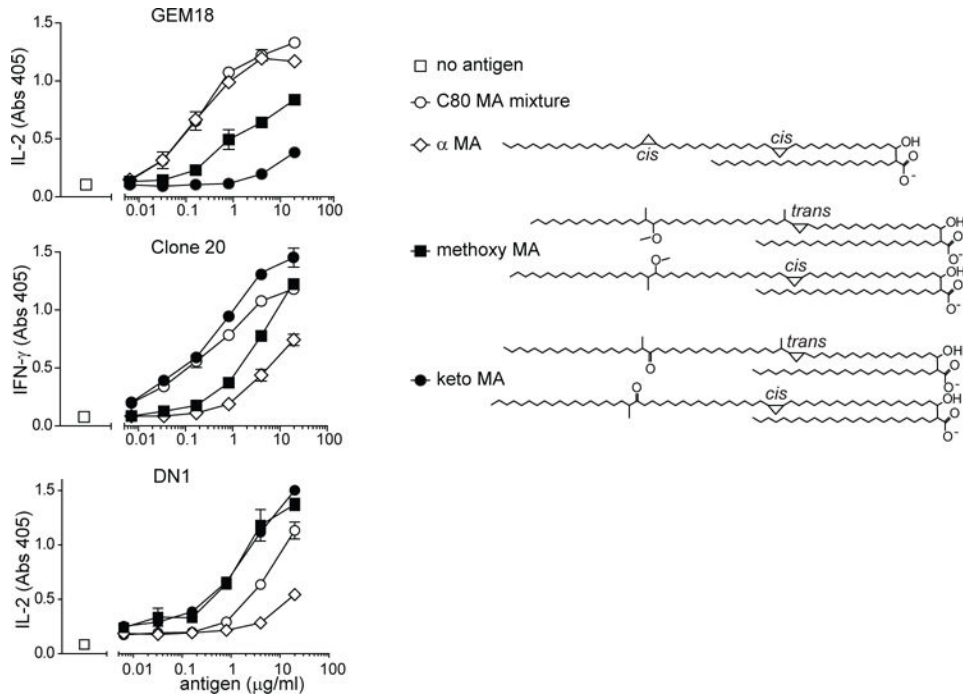 GEM18
1.5
1.0
0.5
0.0
IL-2 (Abs 405)
0.01 0.1 1 10 100
Clone 20
1.5
1.0
0.5
0.0
IFN-γ (Abs 405)
0.01 0.1 1 10 100
DN1
1.5
1.0
0.5
0.0
IL-2 (Abs 405)
0.01 0.1 1 10 100
antigen (μg/ml)
no antigen
C80 MA mixture
α MA
cis
cis
OH
O
O-
methoxy MA
trans
O
OH
O
O-
O
cis
OH
O
O-
keto MA
trans
O
OH
O
O-
O
cis
OH
O
O-